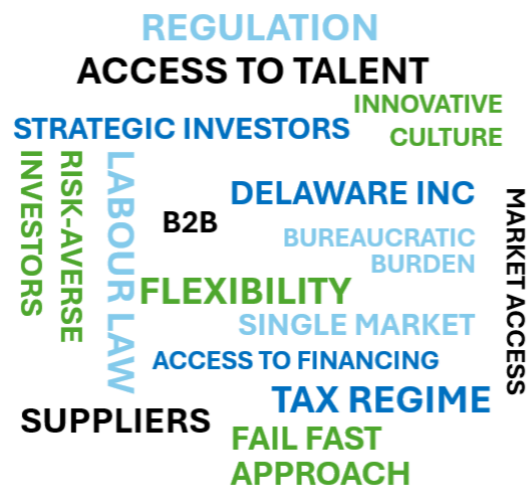 REGULATION
ACCESS TO TALENT
INNOVATIVE
CULTURE
STRATEGIC INVESTORS
INVESTORS
RISK-AVERSE
LABOUR LAW
DELAWARE INC
B2B
BUREAUCRATIC
BURDEN
MARKET ACCESS
FLEXIBILITY
SINGLE MARKET
ACCESS TO FINANCING
TAX REGIME
SUPPLIERS
FAIL FAST
APPROACH